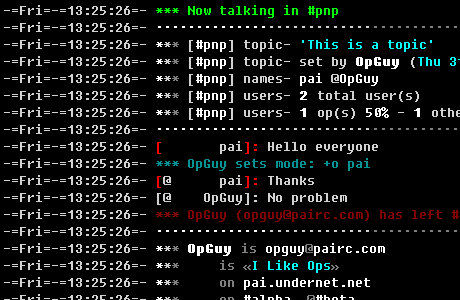 -=Fri==13:25:26=- *** Now talking in #pnp
-=Fri==13:25:26=- -----------------------------------
-=Fri==13:25:26=- *** [#pnp] topic- 'This is a topic'
-=Fri==13:25:26=- *** [#pnp] topic- set by OpGuy (Thu
-=Fri==13:25:26=- *** [#pnp] names- pai @OpGuy
-=Fri==13:25:26=- *** [#pnp] users- 2 total user(s)
-=Fri==13:25:26=- *** [#pnp] users- 1 op(s) 50% - 1
-=Fri==13:25:26=- -----------------------------------
-=Fri==13:25:26=- [ pai]: Hello everyone
-=Fri==13:25:26=- *** OpGuy sets mode: +o pai
-=Fri==13:25:26=- [@ pai]: Thanks
-=Fri==13:25:26=- [@ OpGuy]: No problem
-=Fri==13:25:26=- *** OpGuy (opguy@pairc.com) has left #
-=Fri==13:25:26=- -----------------------------------
-=Fri==13:25:26=- *** OpGuy is opguy@pairc.com
-=Fri==13:25:26=- is «I Like Ops»
-=Fri==13:25:26=- on pai.undernet.net
-=Fri==13:25:26=- on #alpha @#beta